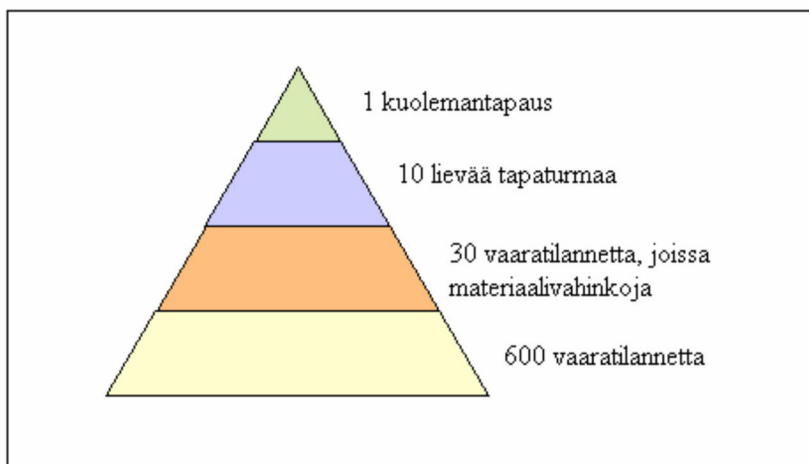 1 kuolemantapaus
10 lievää tapaturmaa
30 vaaratilannetta, joissa
materiaalivahinkoja
600 vaaratilannetta